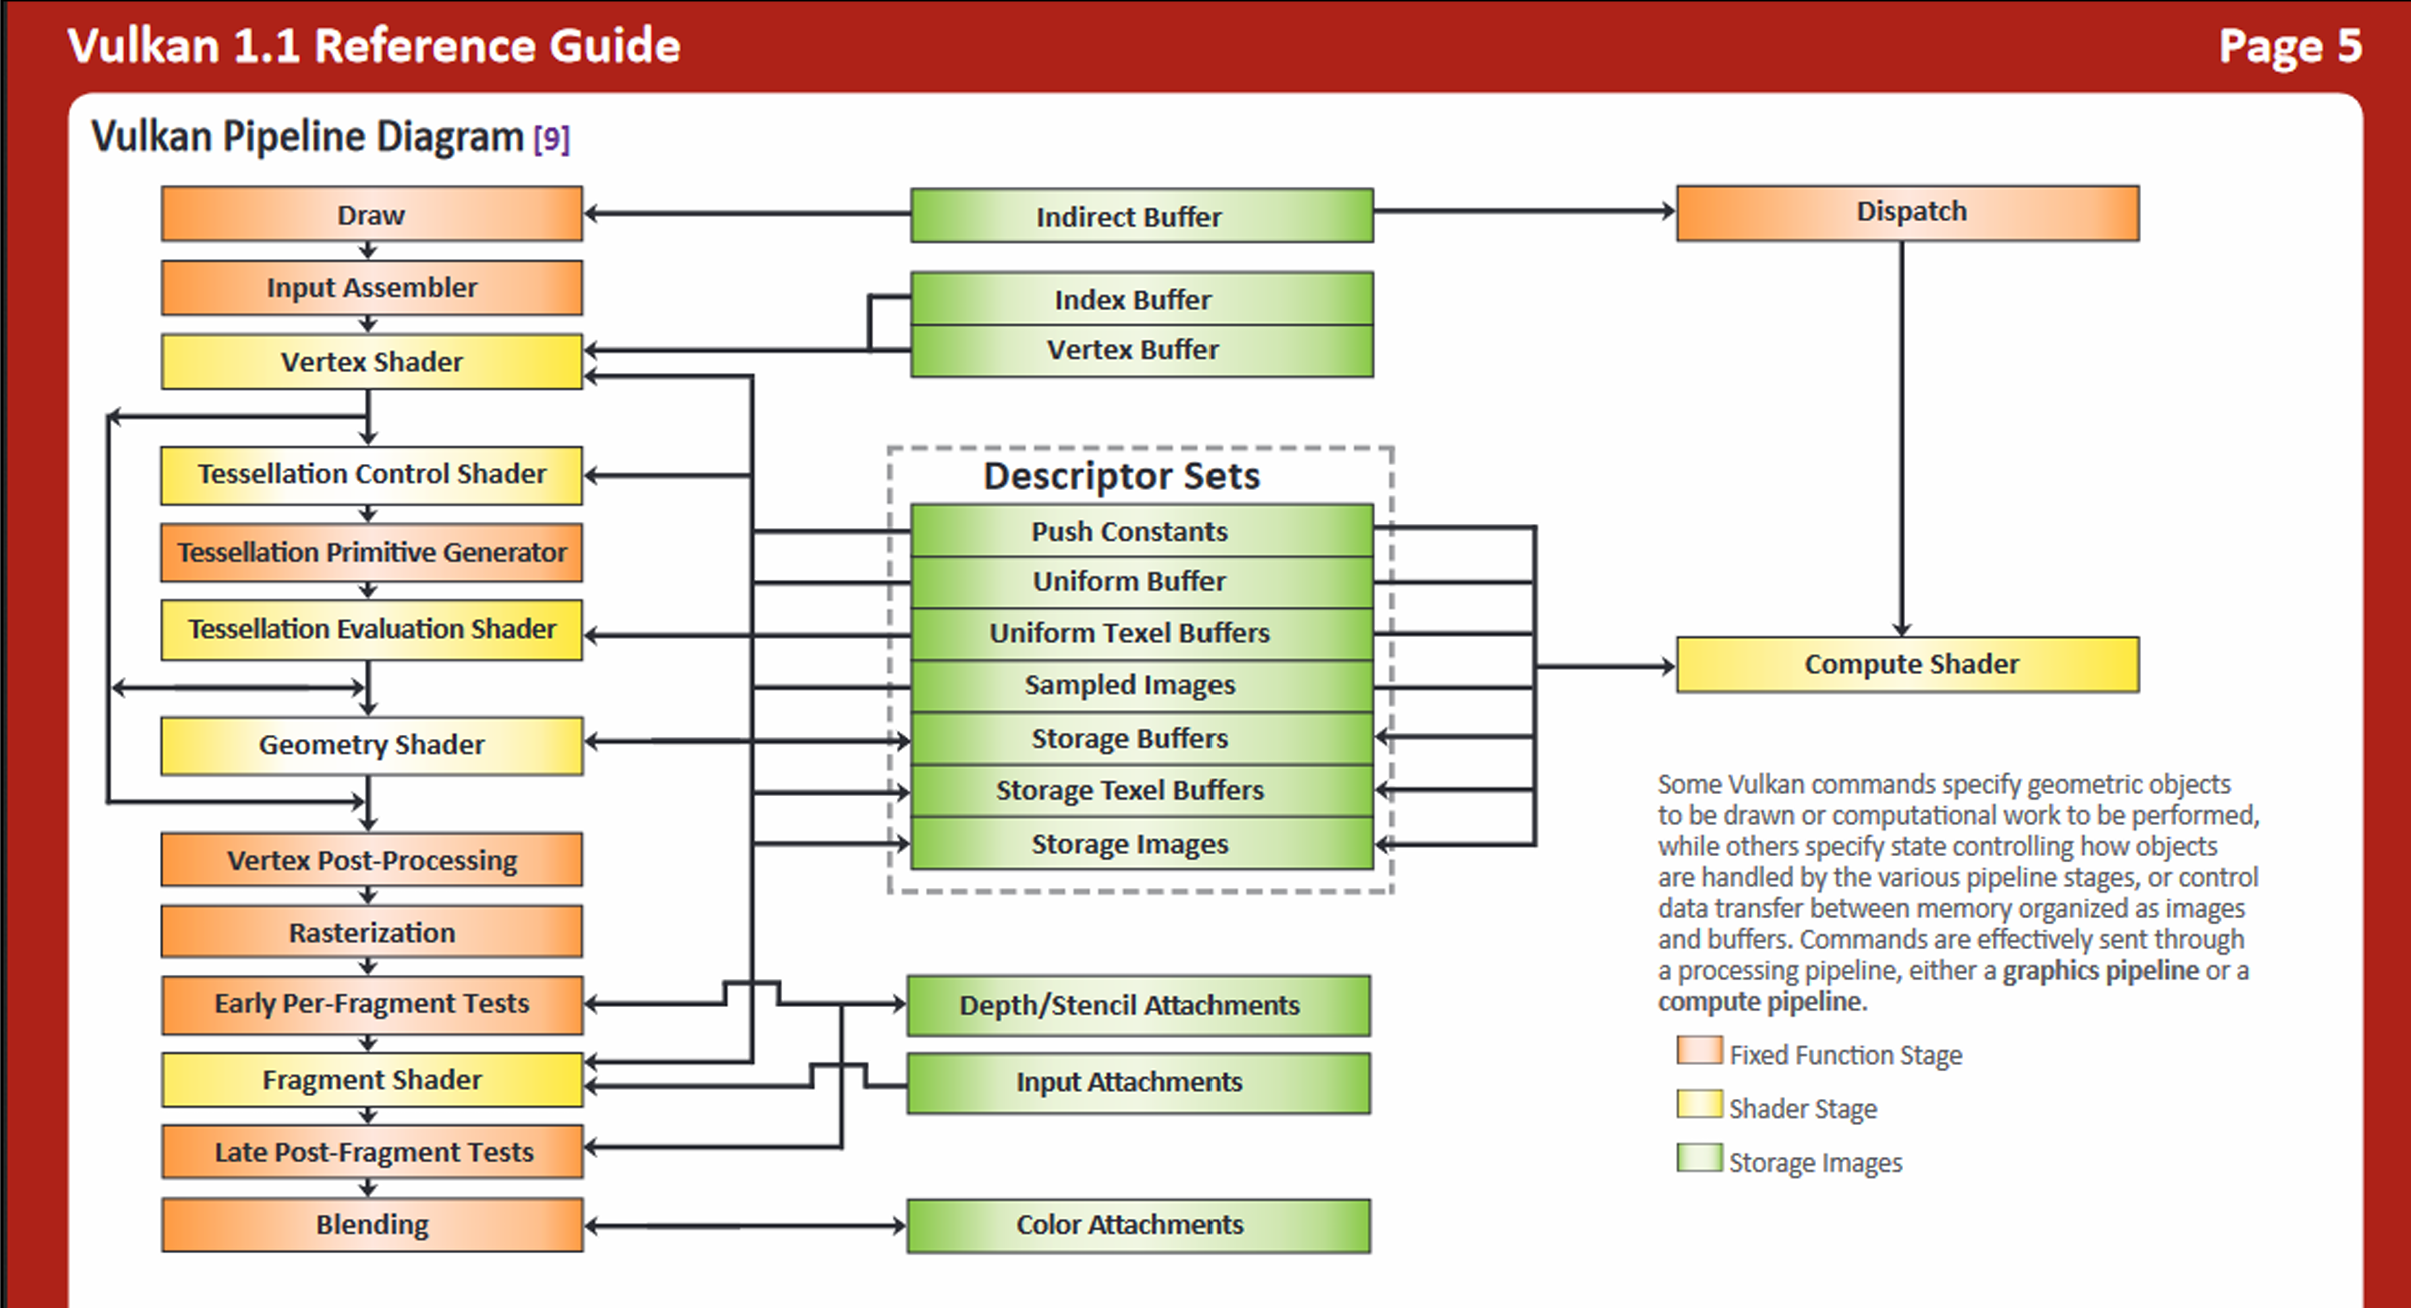 Vulkan 1.1 Reference Guide
Page 5
Vulkan Pipeline Diagram [9]
Draw
Indirect Buffer
Dispatch
Input Assembler
Index Buffer
Vertex Shader
Vertex Buffer
Tessellation Control Shader
Tessellation Primitive Generator
Tessellation Evaluation Shader
Geometry Shader
Vertex Post-Processing
Rasterization
Early Per-Fragment Tests
Fragment Shader
Late Post-Fragment Tests
Blending
Descriptor Sets
Push Constants
Uniform Buffer
Uniform Texel Buffers
Sampled Images
Storage Buffers
Storage Texel Buffers
Storage Images
Depth/Stencil Attachments
Input Attachments
Color Attachments
Compute Shader
Some Vulkan commands specify geometric objects
to be drawn or computational work to be performed,
while others specify state controlling how objects
are handled by the various pipeline stages, or control
data transfer between memory organized as images
and buffers. Commands are effectively sent through
a processing pipeline, either a graphics pipeline or a
compute pipeline.
Fixed Function Stage
Shader Stage
Storage Images